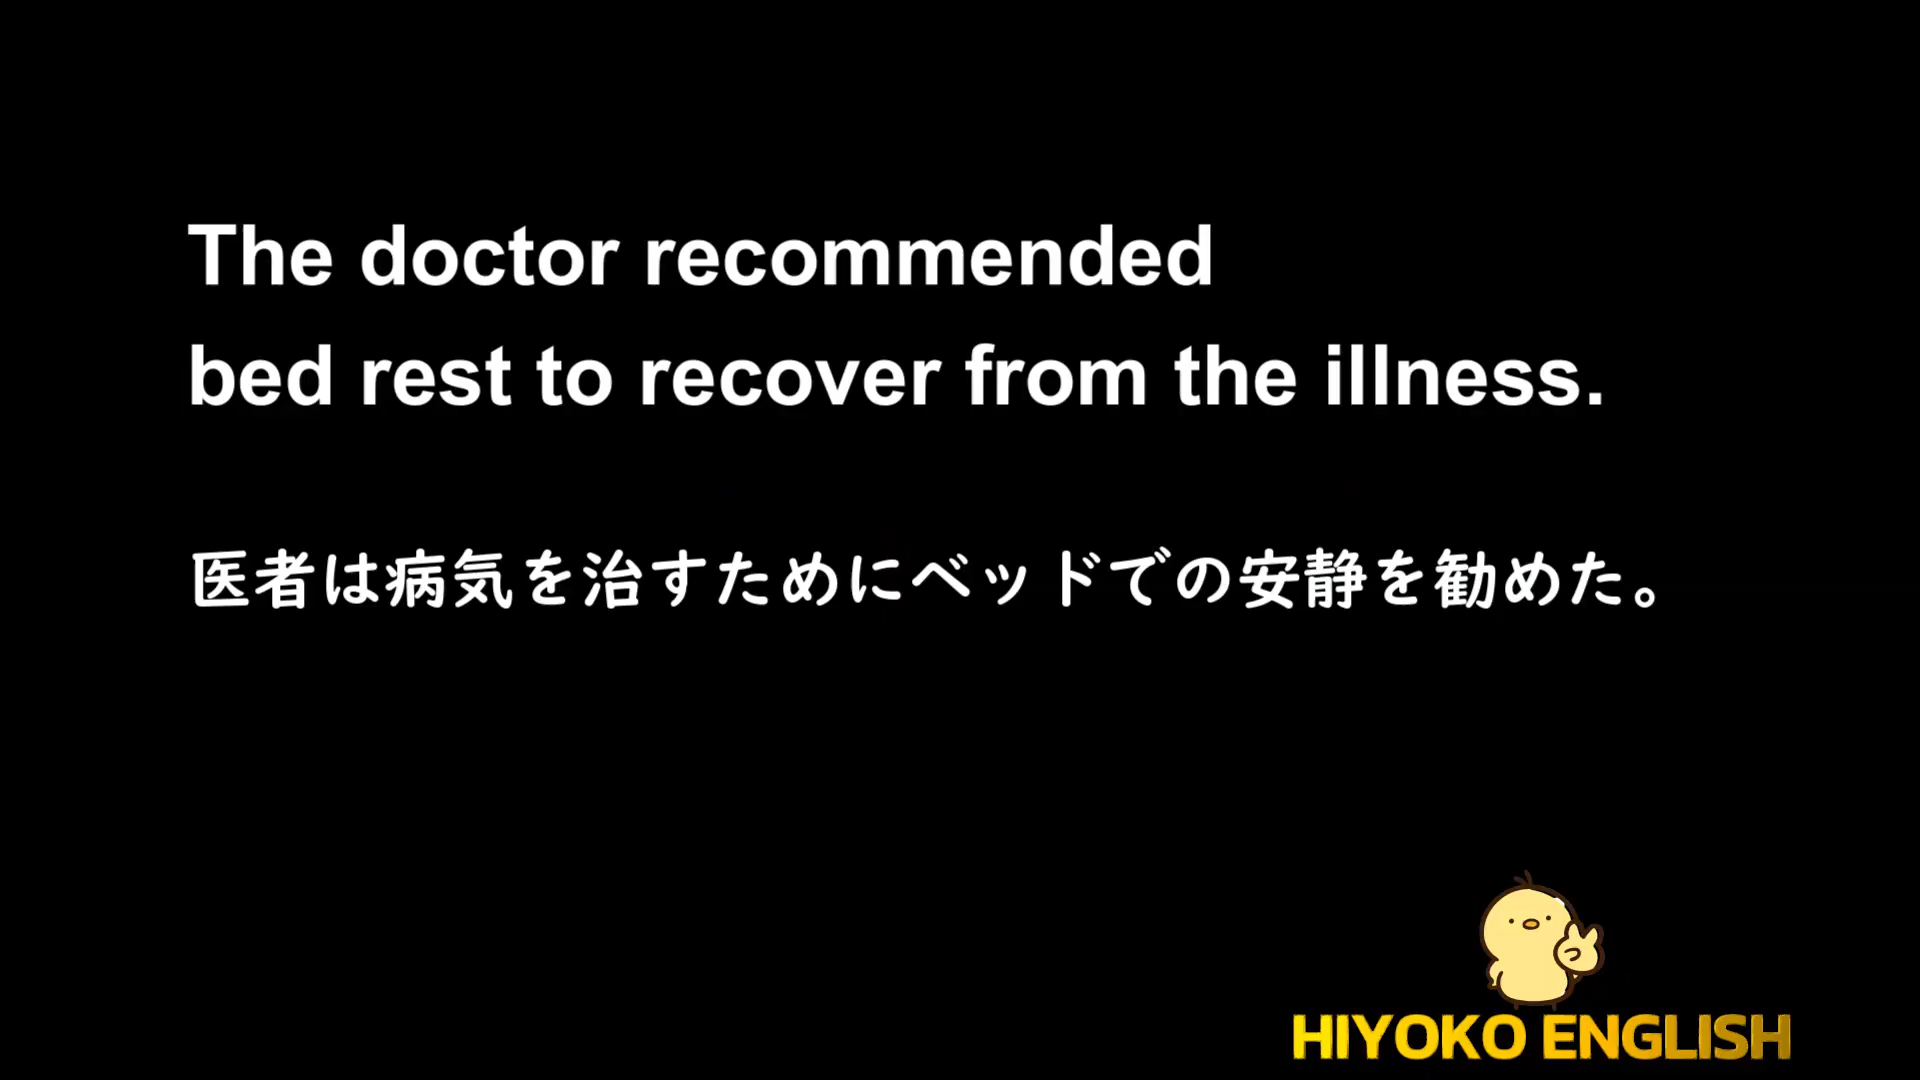 The doctor recommended
bed rest to recover from the illness.
医者は病気を治すためにベッドでの安静を勧めた。
HIYOKO ENGLISH